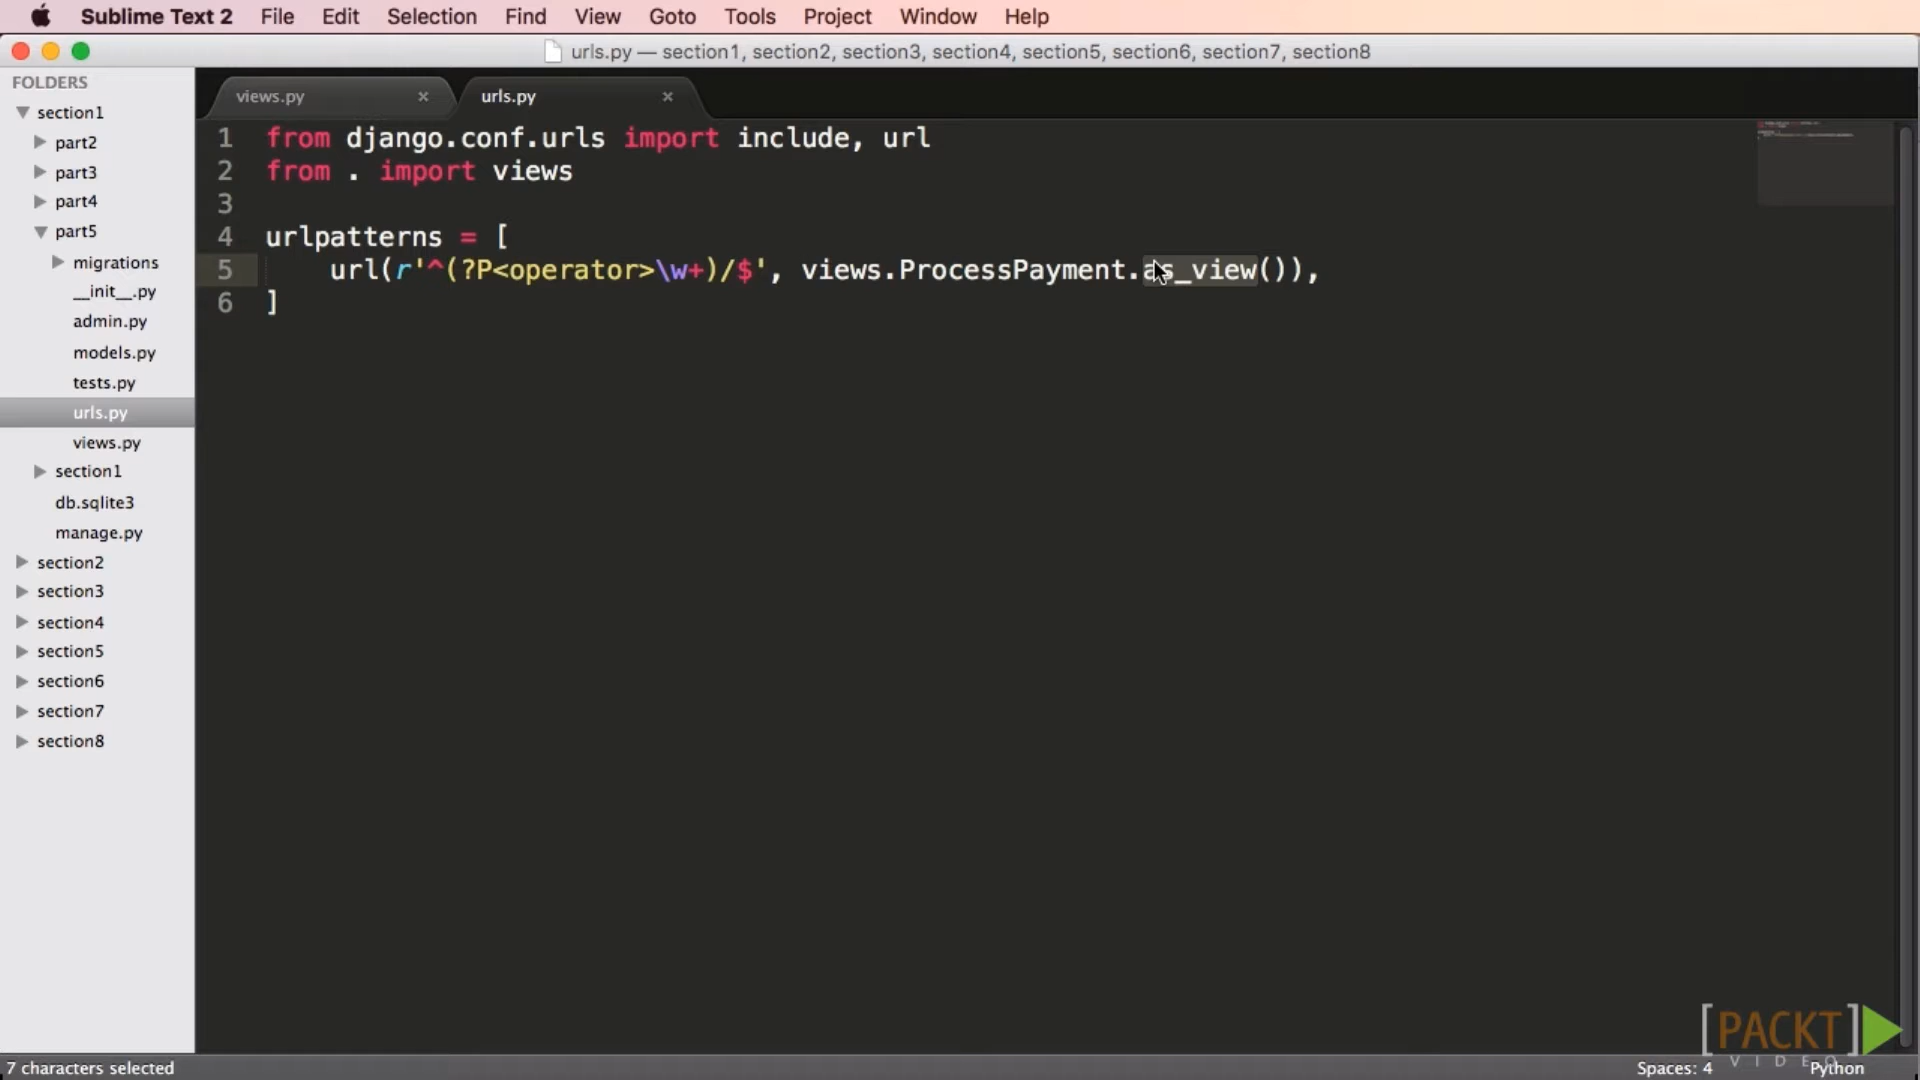 Sublime Text 2 File Edit Selection Find View Goto Tools Project Window Help
urls.py — section1, section2, section3, section4, section5, section6, section7, section8
FOLDERS
section1
part2
part3
part4
part5
migrations
__init__.py
admin.py
models.py
tests.py
urls.py
views.py
section1
db.sqlite3
manage.py
section2
section3
section4
section5
section6
section7
section8
views.py × urls.py ×
1 from django.conf.urls import include, url
2 from . import views
3
4 urlpatterns = [
5 url(r'^(?P<operator>\w+)/$', views.ProcessPayment.as_view()),
6 ]
[PACKT]
VIDEO
7 characters selected Spaces: 4 Python